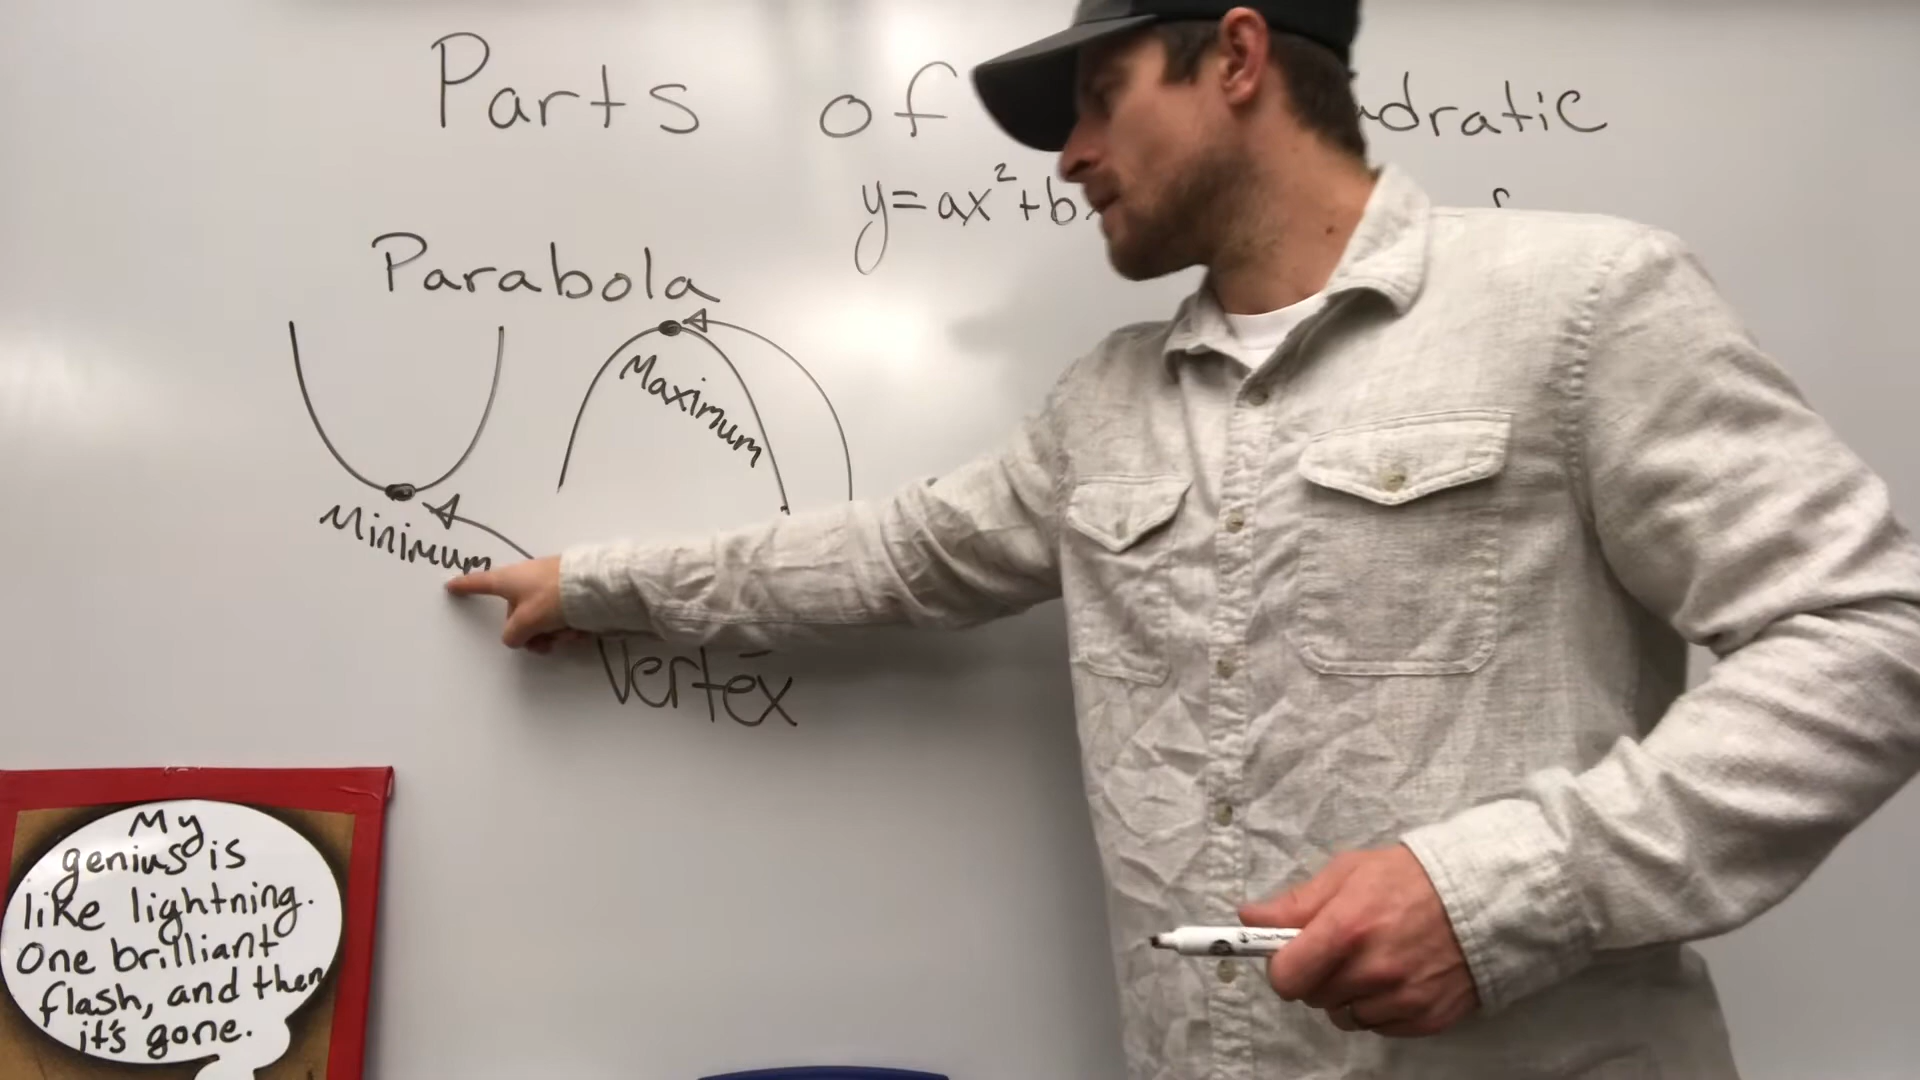 Parts of dratic
y=ax²+b
Parabola
Maximum
Minimum
Vertex
My
genius is
like lightning.
One brilliant
flash, and then
it's gone.